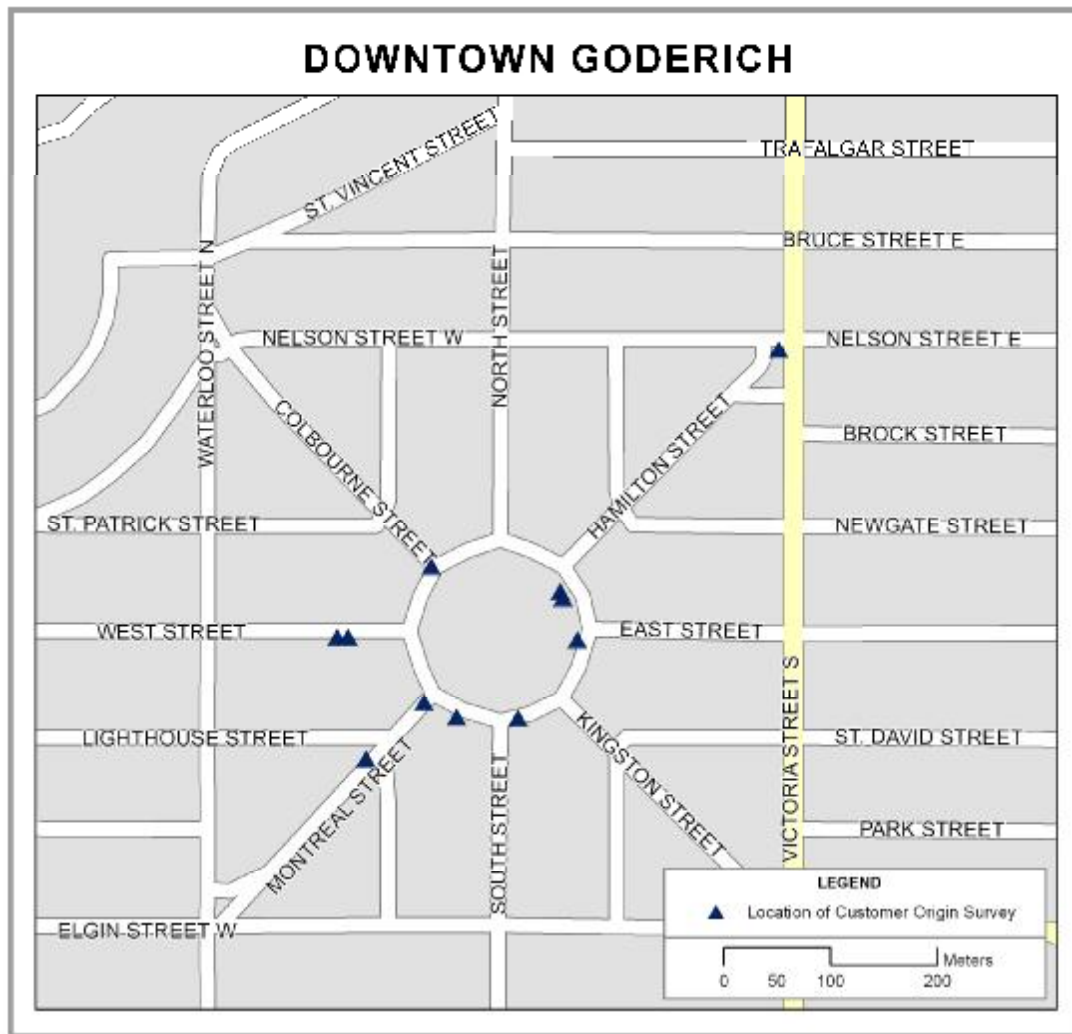 DOWNTOWN GODERICH
TRAFALGAR STREET
ST. VINCENT STREET
BRUCE STREET E
WATERLOO STREET N
NORTH STREET
NELSON STREET W
NELSON STREET E
COLBOURNE STREET
HAMILTON STREET
BROCK STREET
ST. PATRICK STREET
NEWGATE STREET
WEST STREET
EAST STREET
VICTORIA STREET S
LIGHTHOUSE STREET
KINGSTON STREET
ST. DAVID STREET
MONTREAL STREET
SOUTH STREET
PARK STREET
ELGIN STREET W
LEGEND
Location of Customer Origin Survey
Meters
0 50 100 200